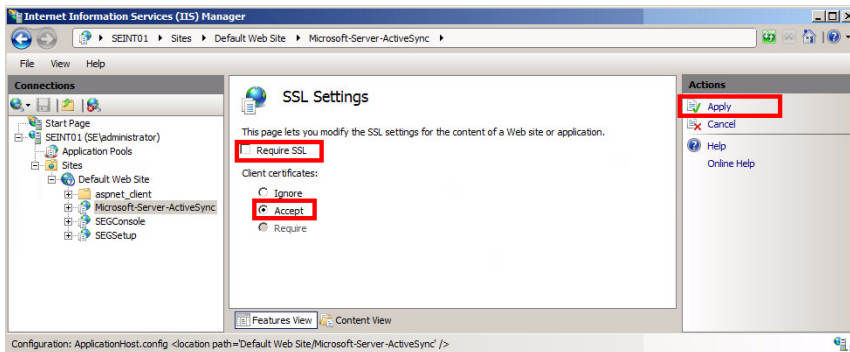 Internet Information Services (IIS) Manager
SEINT01 Sites Default Web Site Microsoft-Server-ActiveSync
File View Help
Connections
Start Page
SEINT01 (SE\administrator)
Application Pools
Sites
Default Web Site
aspnet_client
Microsoft-Server-ActiveSync
SEGConsole
SEGSetup
SSL Settings
This page lets you modify the SSL settings for the content of a Web site or application.
Require SSL
Client certificates:
Ignore
Accept
Require
Features View Content View
Actions
Apply
Cancel
Help
Online Help
Configuration: ApplicationHost.config <location path='Default Web Site/Microsoft-Server-ActiveSync' />